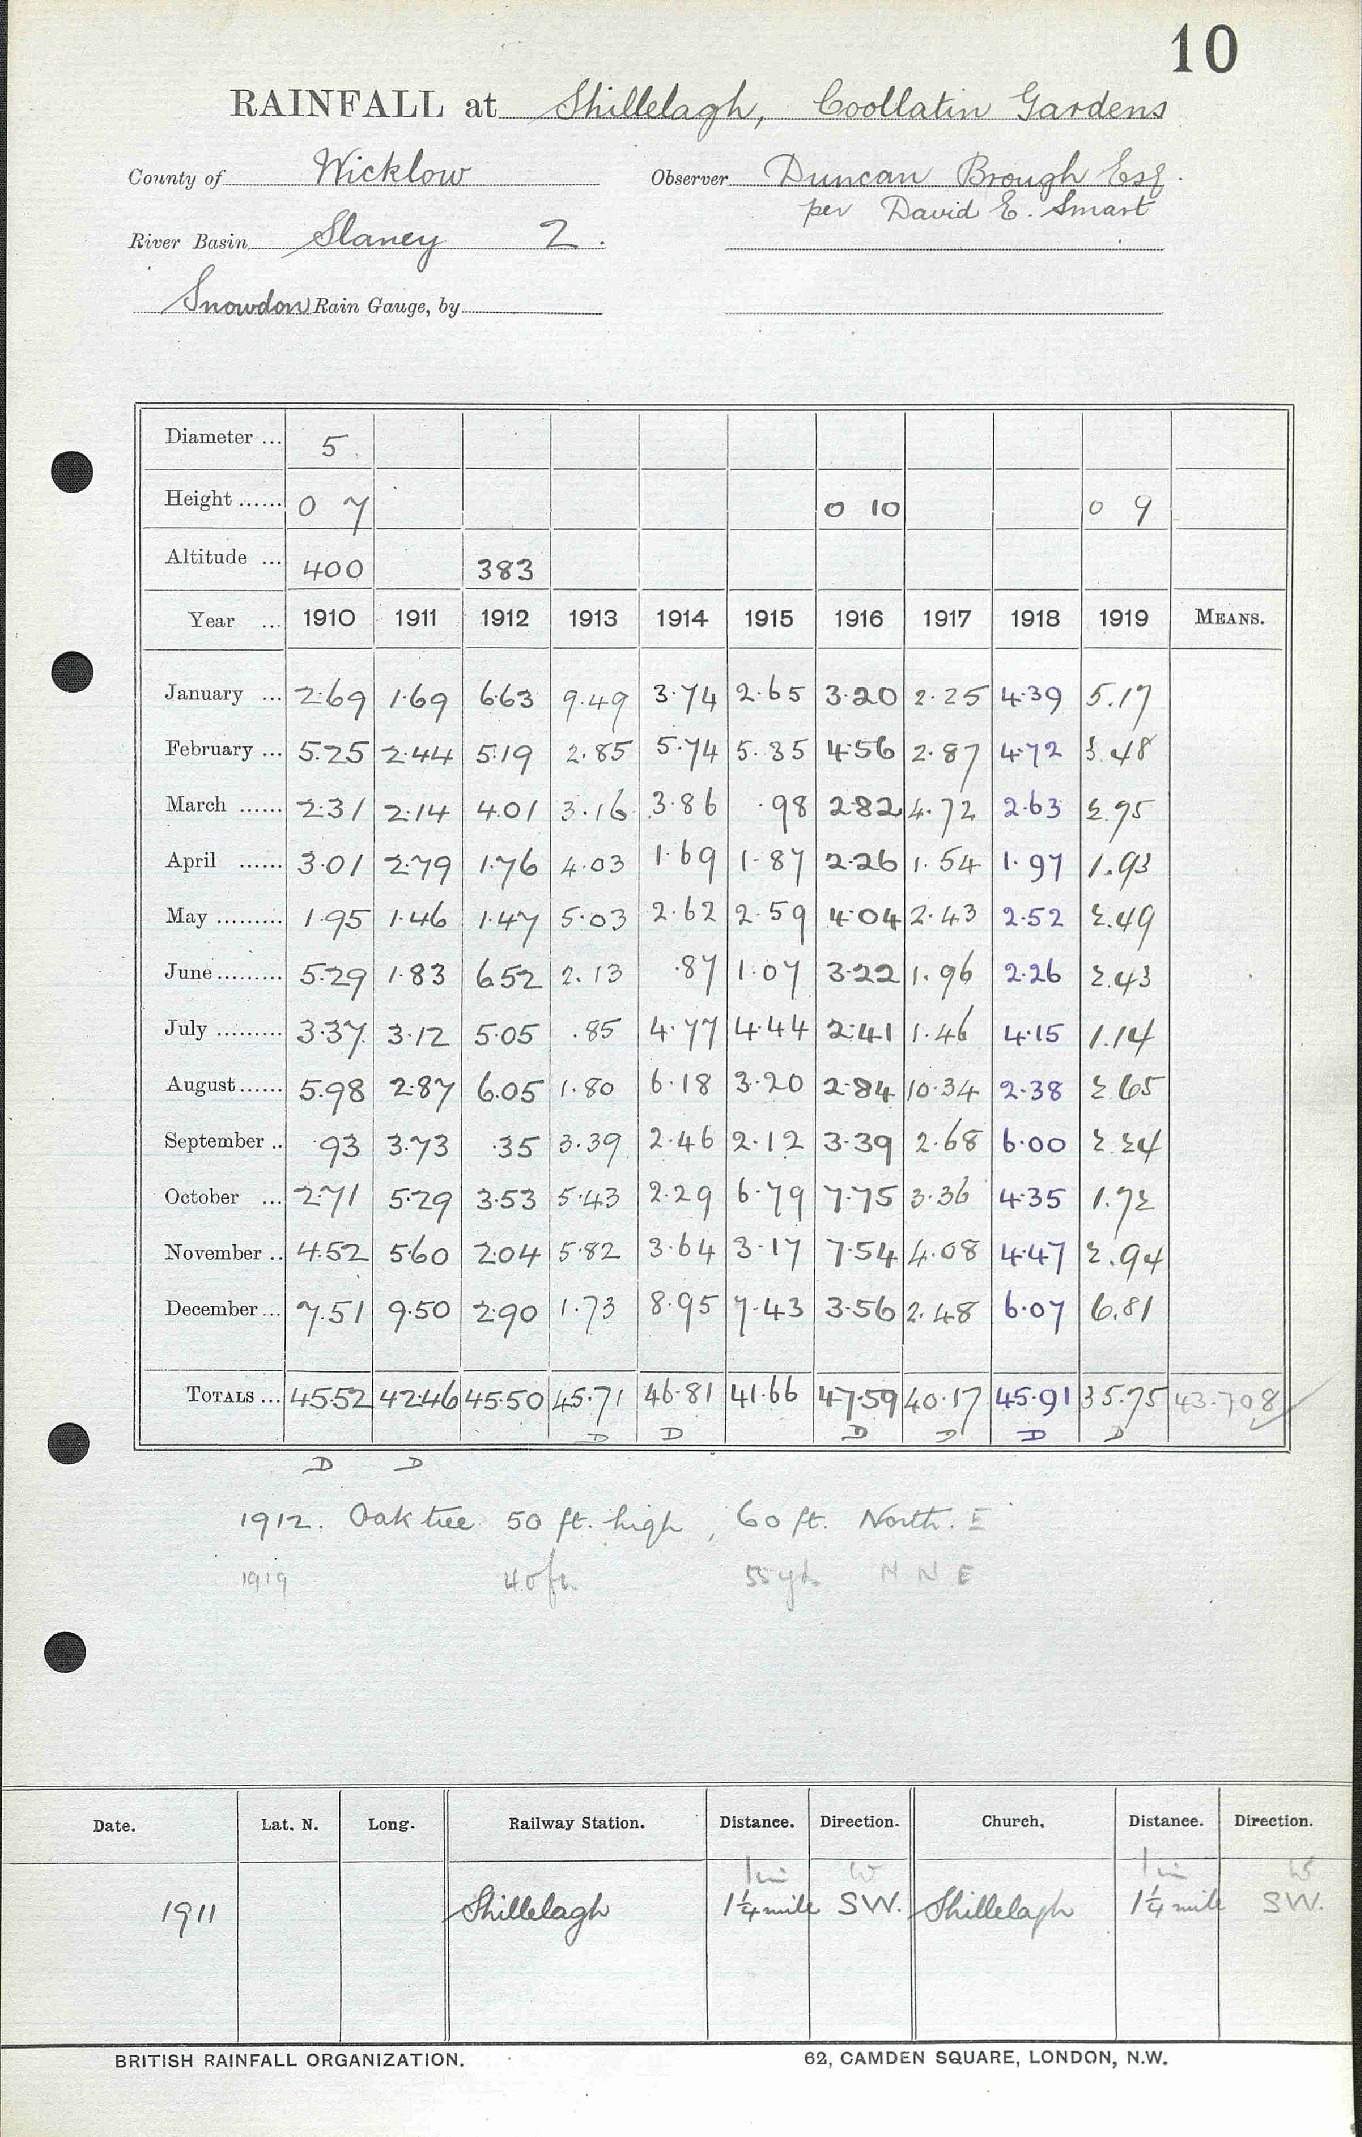 10
RAINFALL at Shillelagh, Coollatin Gardens
County of Wicklow Observer Duncan Brough Esq.
per David E. Smart
River Basin Slaney 2.
Snowdon Rain Gauge, by
Diameter ... 5
Height ...... 0 7 0 10 0 9
Altitude ... 400 383
Year ... 1910 1911 1912 1913 1914 1915 1916 1917 1918 1919 MEANS.
January ... 2.69 1.69 6.63 9.49 3.74 2.65 3.20 2.25 4.39 5.17
February ... 5.25 2.44 5.19 2.85 5.74 5.35 4.56 2.87 4.72 3.48
March ...... 2.31 2.14 4.01 3.16 3.86 .98 2.82 4.72 2.63 2.95
April ...... 3.01 2.79 1.76 4.03 1.69 1.87 2.26 1.54 1.97 1.93
May ......... 1.95 1.46 1.47 5.03 2.62 2.59 4.04 2.43 2.52 2.49
June ......... 5.29 1.83 6.52 2.13 .87 1.07 3.22 1.96 2.26 2.43
July ......... 3.37 3.12 5.05 .85 4.77 4.44 2.41 1.46 4.15 1.14
August ...... 5.98 2.87 6.05 1.80 6.18 3.20 2.84 10.34 2.38 2.65
September .. .93 3.73 .35 3.39 2.46 2.12 3.39 2.68 6.00 2.24
October ... 2.71 5.29 3.53 5.43 2.29 6.79 7.75 3.36 4.35 1.72
November .. 4.52 5.60 2.04 5.82 3.64 3.17 7.54 4.08 4.47 2.94
December ... 7.51 9.50 2.90 1.73 8.95 7.43 3.56 2.48 6.07 6.81
TOTALS ... 45.52 42.46 45.50 45.71 46.81 41.66 47.59 40.17 45.91 35.75 43.708
D D D D D D
D D
1912. Oak tree 50 ft. high, 60 ft. North. E
1919 40 ft. 55 yds N N E
Date. Lat. N. Long. Railway Station. Distance. Direction. Church. Distance. Direction.
1 m W 1 m W
1911 Shillelagh 1¼ mile SW. Shillelagh 1¼ mile SW.
BRITISH RAINFALL ORGANIZATION. 62, CAMDEN SQUARE, LONDON, N.W.